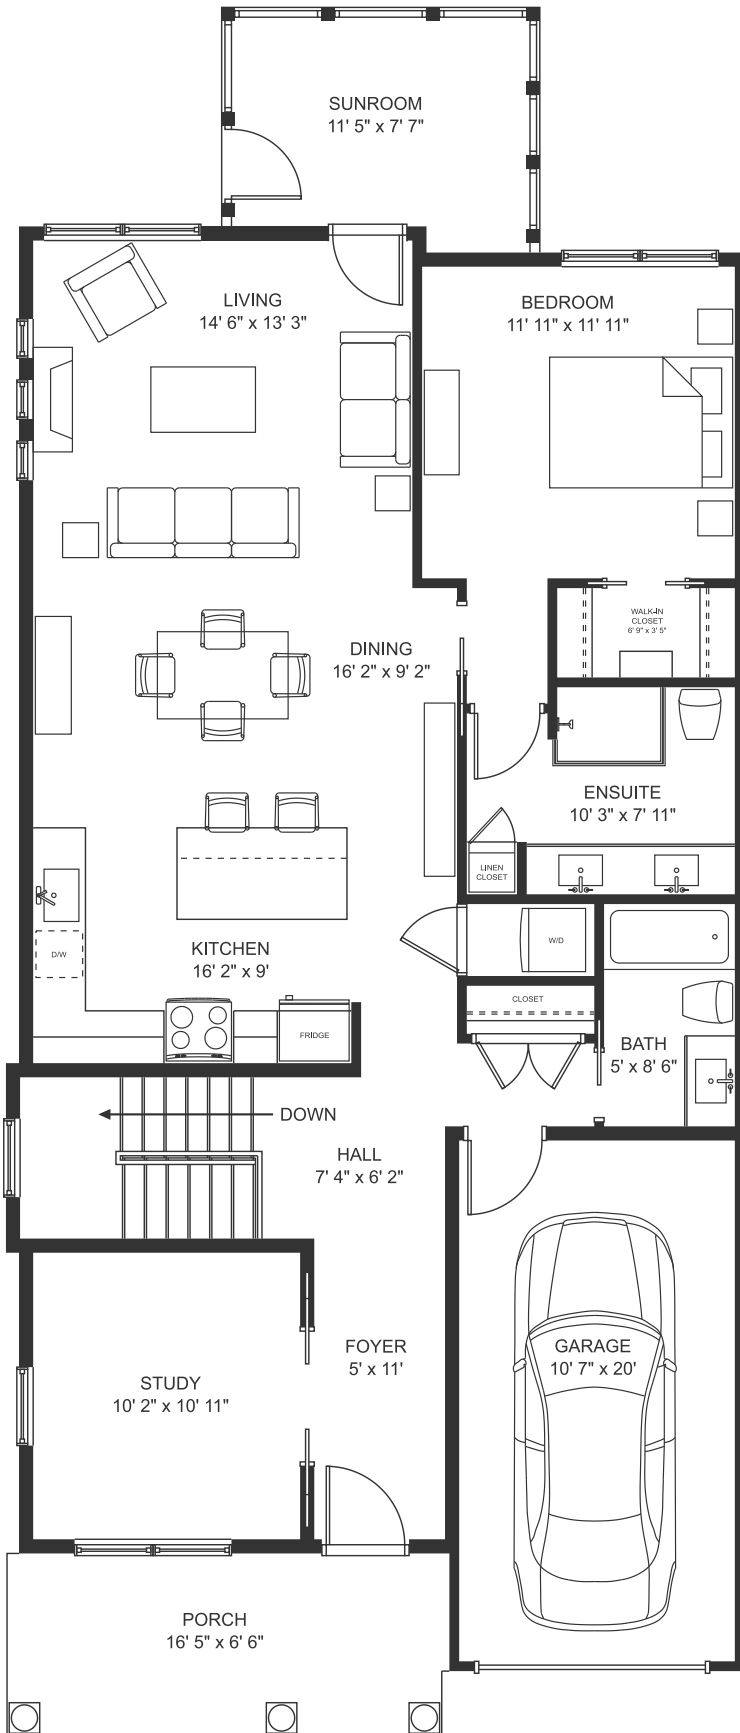 SUNROOM
11' 5" x 7' 7"
LIVING
14' 6" x 13' 3"
BEDROOM
11' 11" x 11' 11"
WALK-IN
CLOSET
6' 9" x 3' 5"
DINING
16' 2" x 9' 2"
ENSUITE
10' 3" x 7' 11"
LINEN
CLOSET
KITCHEN
16' 2" x 9'
D/W
W/D
FRIDGE
CLOSET
BATH
5' x 8' 6"
DOWN
HALL
7' 4" x 6' 2"
FOYER
5' x 11'
GARAGE
10' 7" x 20'
STUDY
10' 2" x 10' 11"
PORCH
16' 5" x 6' 6"